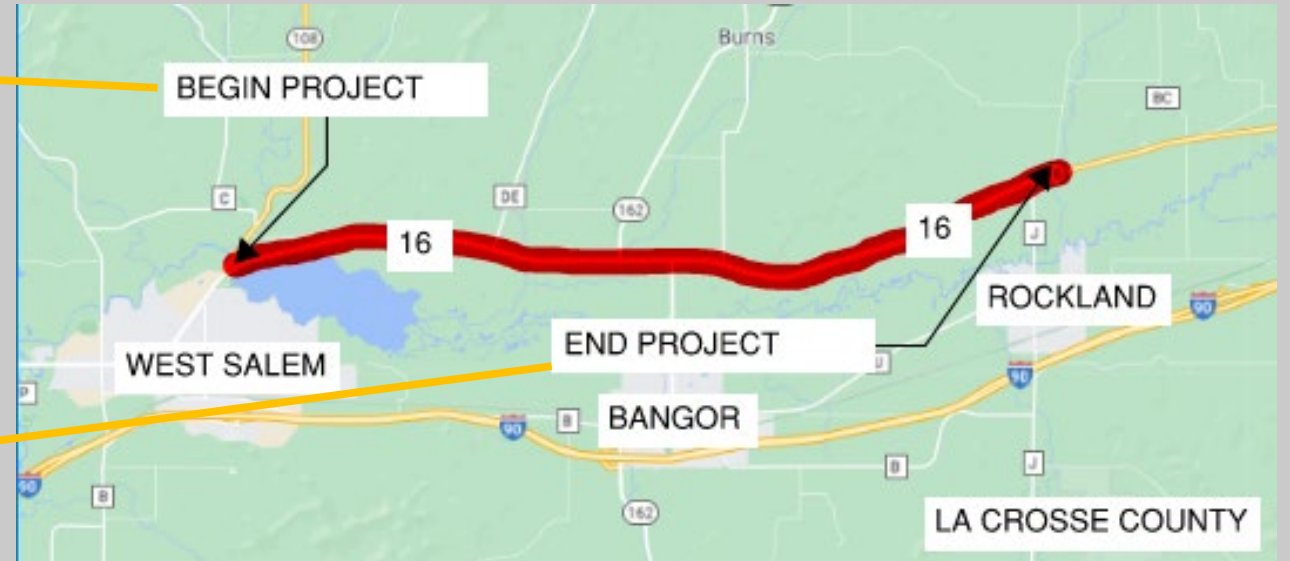 108
Burns
BEGIN PROJECT
BC
C
DE
162
16
16
J
ROCKLAND
90
END PROJECT
WEST SALEM
90
BANGOR
P
B
90
B
J
90
B
162
LA CROSSE COUNTY